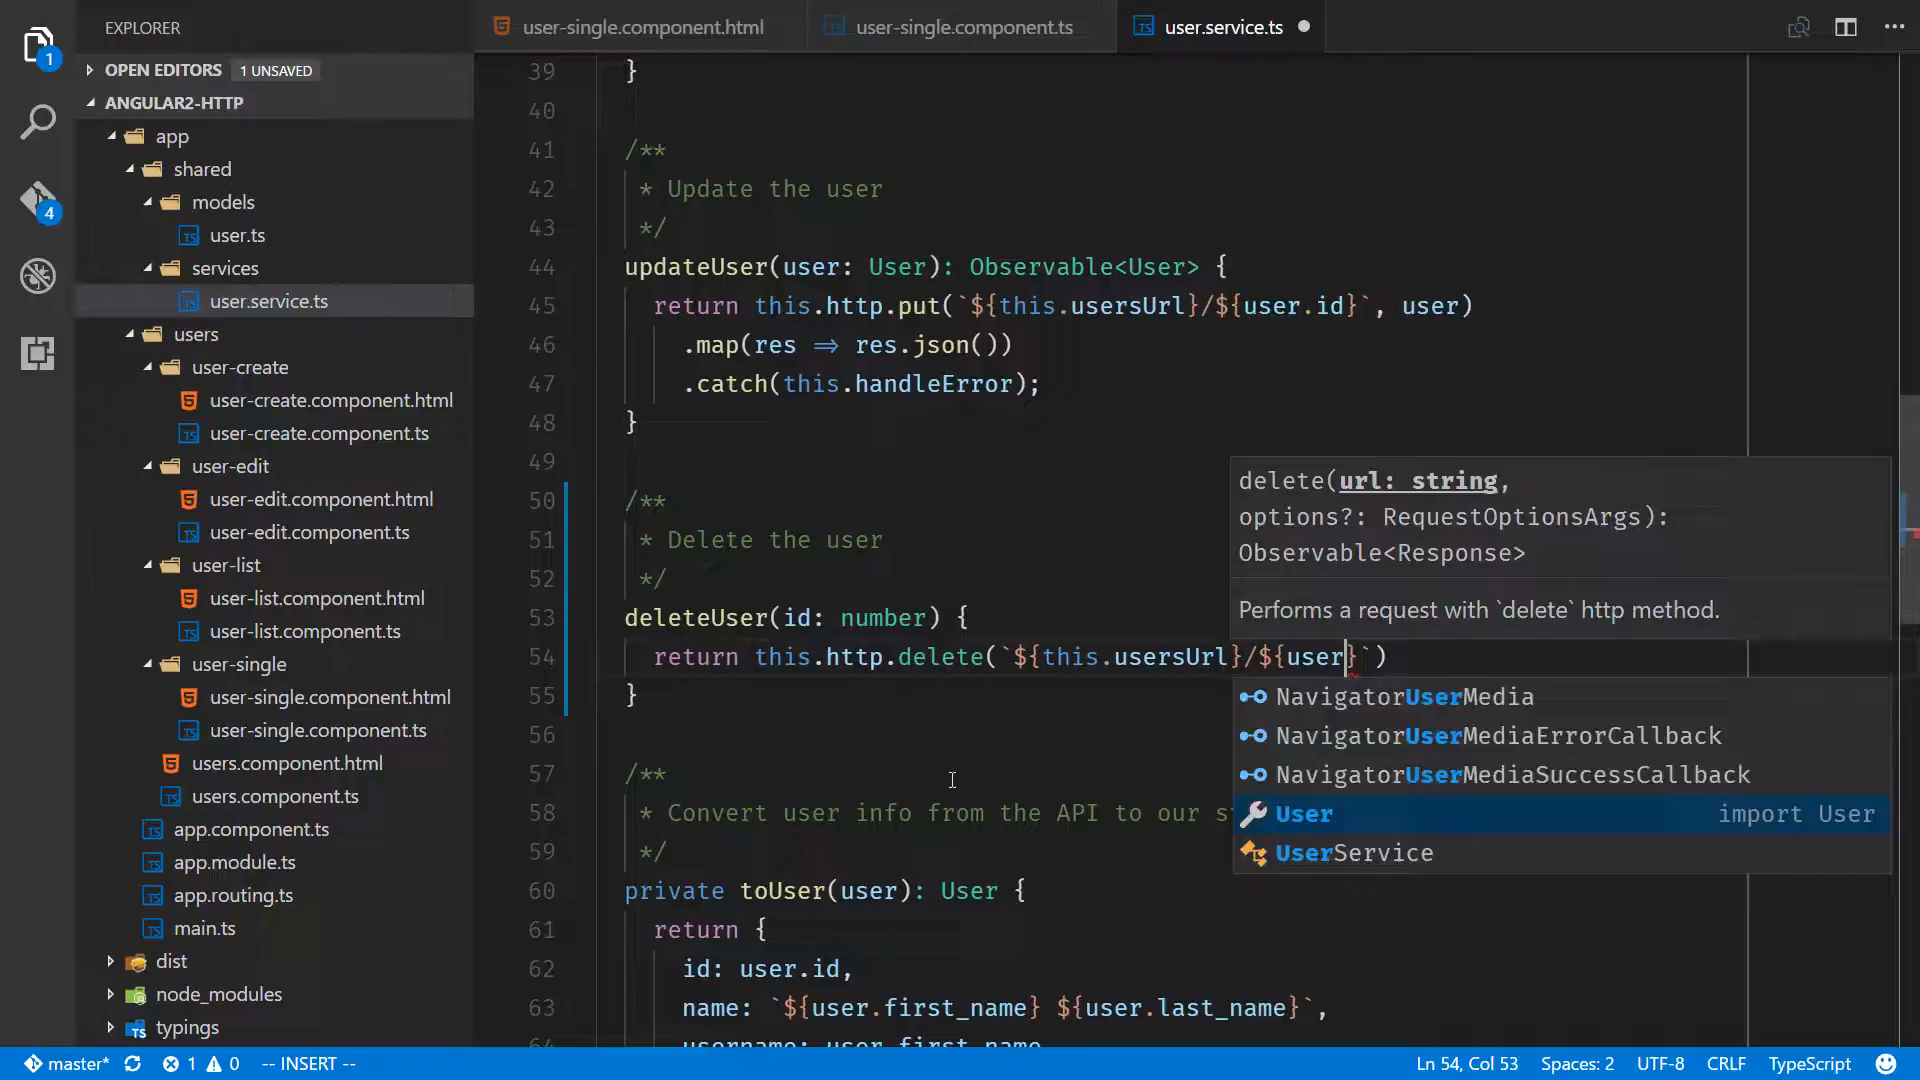 EXPLORER
OPEN EDITORS 1 UNSAVED
ANGULAR2-HTTP
app
shared
models
user.ts
services
user.service.ts
users
user-create
user-create.component.html
user-create.component.ts
user-edit
user-edit.component.html
user-edit.component.ts
user-list
user-list.component.html
user-list.component.ts
user-single
user-single.component.html
user-single.component.ts
users.component.html
users.component.ts
app.component.ts
app.module.ts
app.routing.ts
main.ts
dist
node_modules
typings
1
4
user-single.component.html user-single.component.ts user.service.ts
39 }
40
41 /**
42 * Update the user
43 */
44 updateUser(user: User): Observable<User> {
45 return this.http.put(`${this.usersUrl}/${user.id}`, user)
46 .map(res => res.json())
47 .catch(this.handleError);
48 }
49
50 /**
51 * Delete the user
52 */
53 deleteUser(id: number) {
54 return this.http.delete(`${this.usersUrl}/${user}`)
55 }
56
57 /**
58 * Convert user info from the API to our s
59 */
60 private toUser(user): User {
61 return {
62 id: user.id,
63 name: `${user.first_name} ${user.last_name}`,
64 username: user.first_name
delete(url: string,
options?: RequestOptionsArgs):
Observable<Response>
Performs a request with `delete` http method.
NavigatorUserMedia
NavigatorUserMediaErrorCallback
NavigatorUserMediaSuccessCallback
User import User
UserService
master* 1 0 -- INSERT -- Ln 54, Col 53 Spaces: 2 UTF-8 CRLF TypeScript